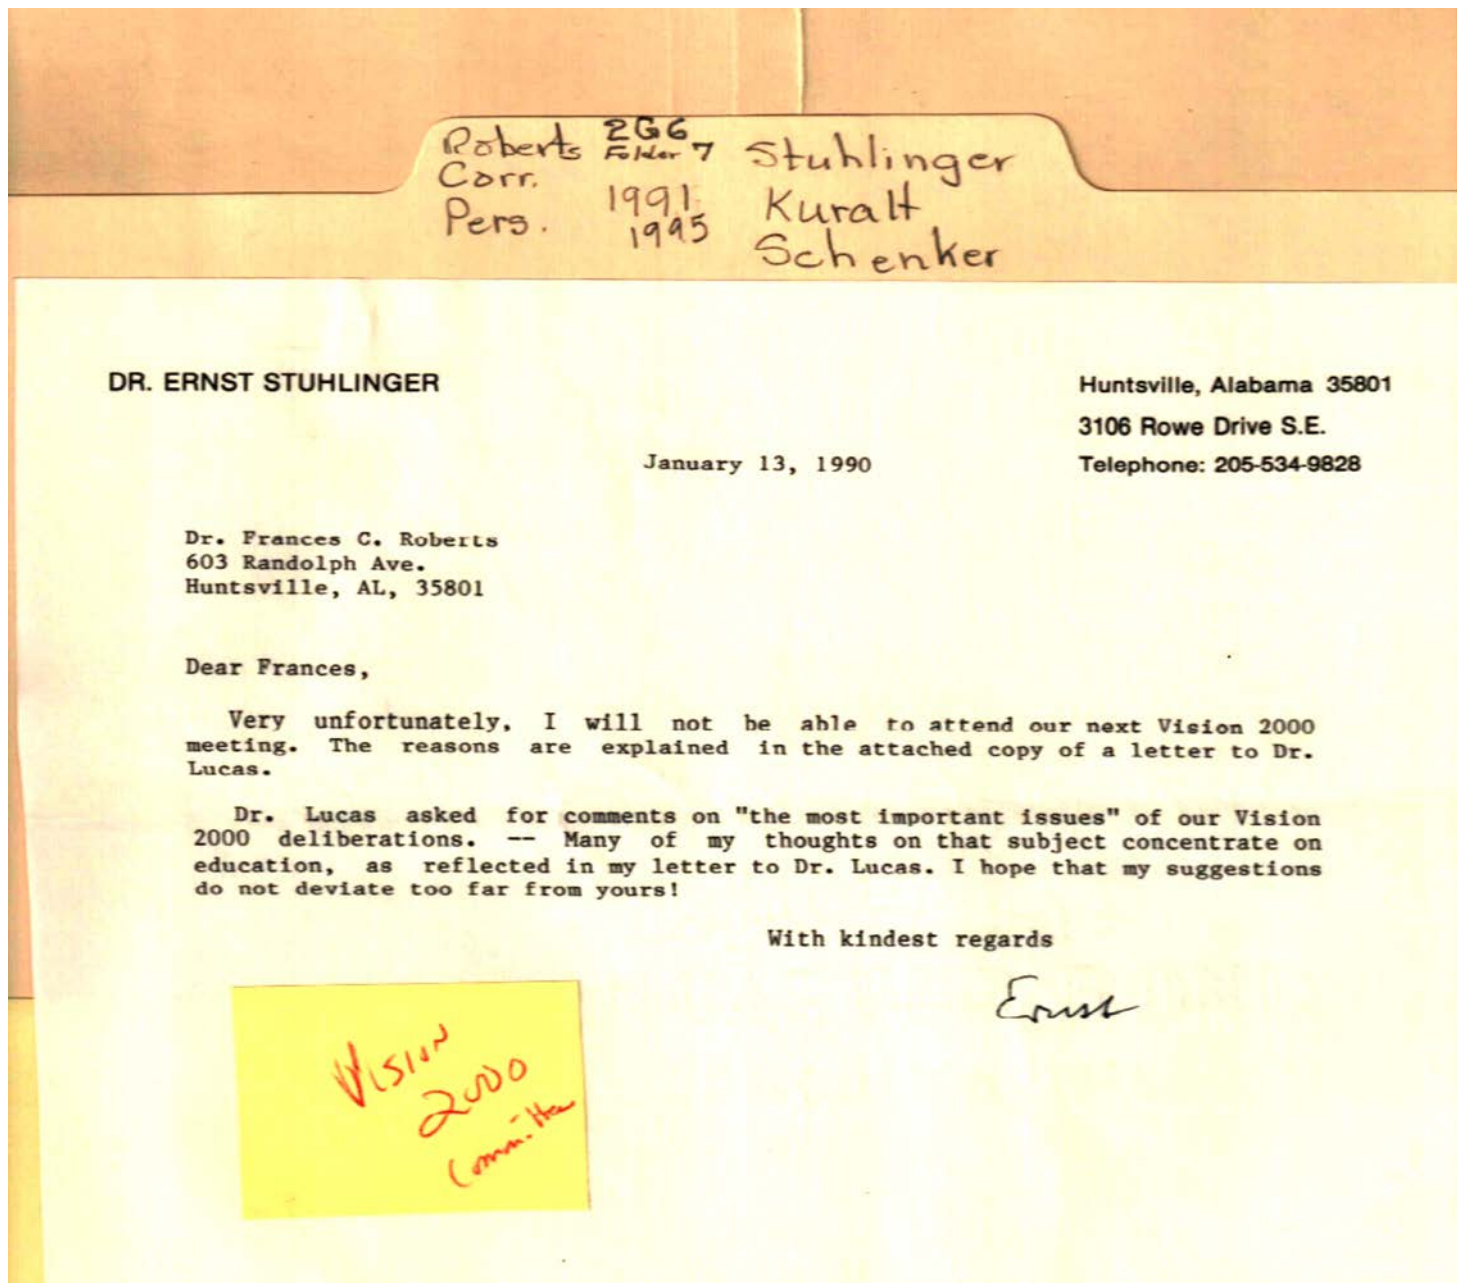 Roberts 2G6 Folder 7 Stuhlinger
Corr. 1991 Kuralt
Pers. 1995 Schenker
DR. ERNST STUHLINGER
Huntsville, Alabama 35801
3106 Rowe Drive S.E.
Telephone: 205-534-9828
January 13, 1990
Dr. Frances C. Roberts
603 Randolph Ave.
Huntsville, AL, 35801
Dear Frances,
Very unfortunately, I will not be able to attend our next Vision 2000
meeting. The reasons are explained in the attached copy of a letter to Dr.
Lucas.
Dr. Lucas asked for comments on "the most important issues" of our Vision
2000 deliberations. -- Many of my thoughts on that subject concentrate on
education, as reflected in my letter to Dr. Lucas. I hope that my suggestions
do not deviate too far from yours!
With kindest regards
Ernst
Vision
2000
Committee